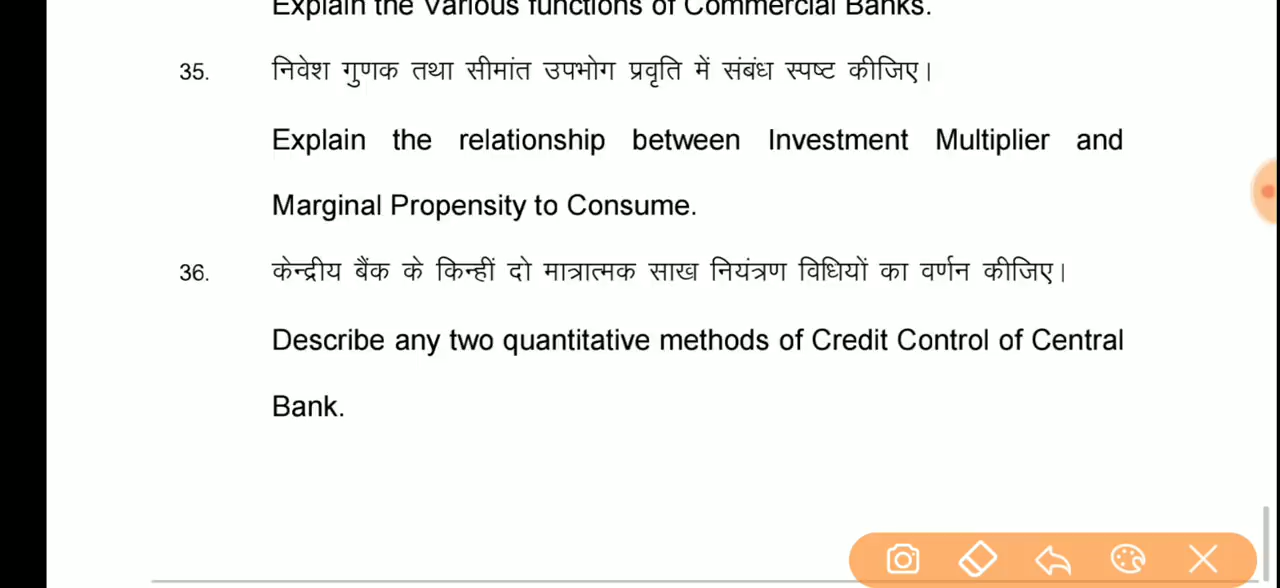 Explain the Various functions of Commercial Banks.
35. निवेश गुणक तथा सीमांत उपभोग प्रवृति में संबंध स्पष्ट कीजिए।
Explain the relationship between Investment Multiplier and
Marginal Propensity to Consume.
36. केन्द्रीय बैंक के किन्हीं दो मात्रात्मक साख नियंत्रण विधियों का वर्णन कीजिए।
Describe any two quantitative methods of Credit Control of Central
Bank.